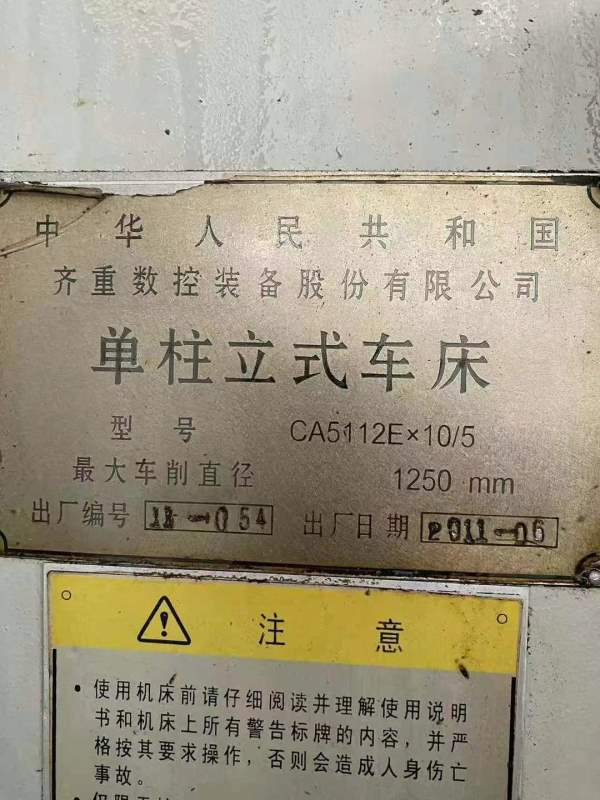 中华人民共和国
齐重数控装备股份有限公司
单柱立式车床
型号 CA5112E×10/5
最大车削直径 1250 mm
出厂编号 11-054 出厂日期 2011-06
注意
• 使用机床前请仔细阅读并理解使用说明
书和机床上所有警告标牌的内容，并严
格按其要求操作，否则会造成人身伤亡
事故。